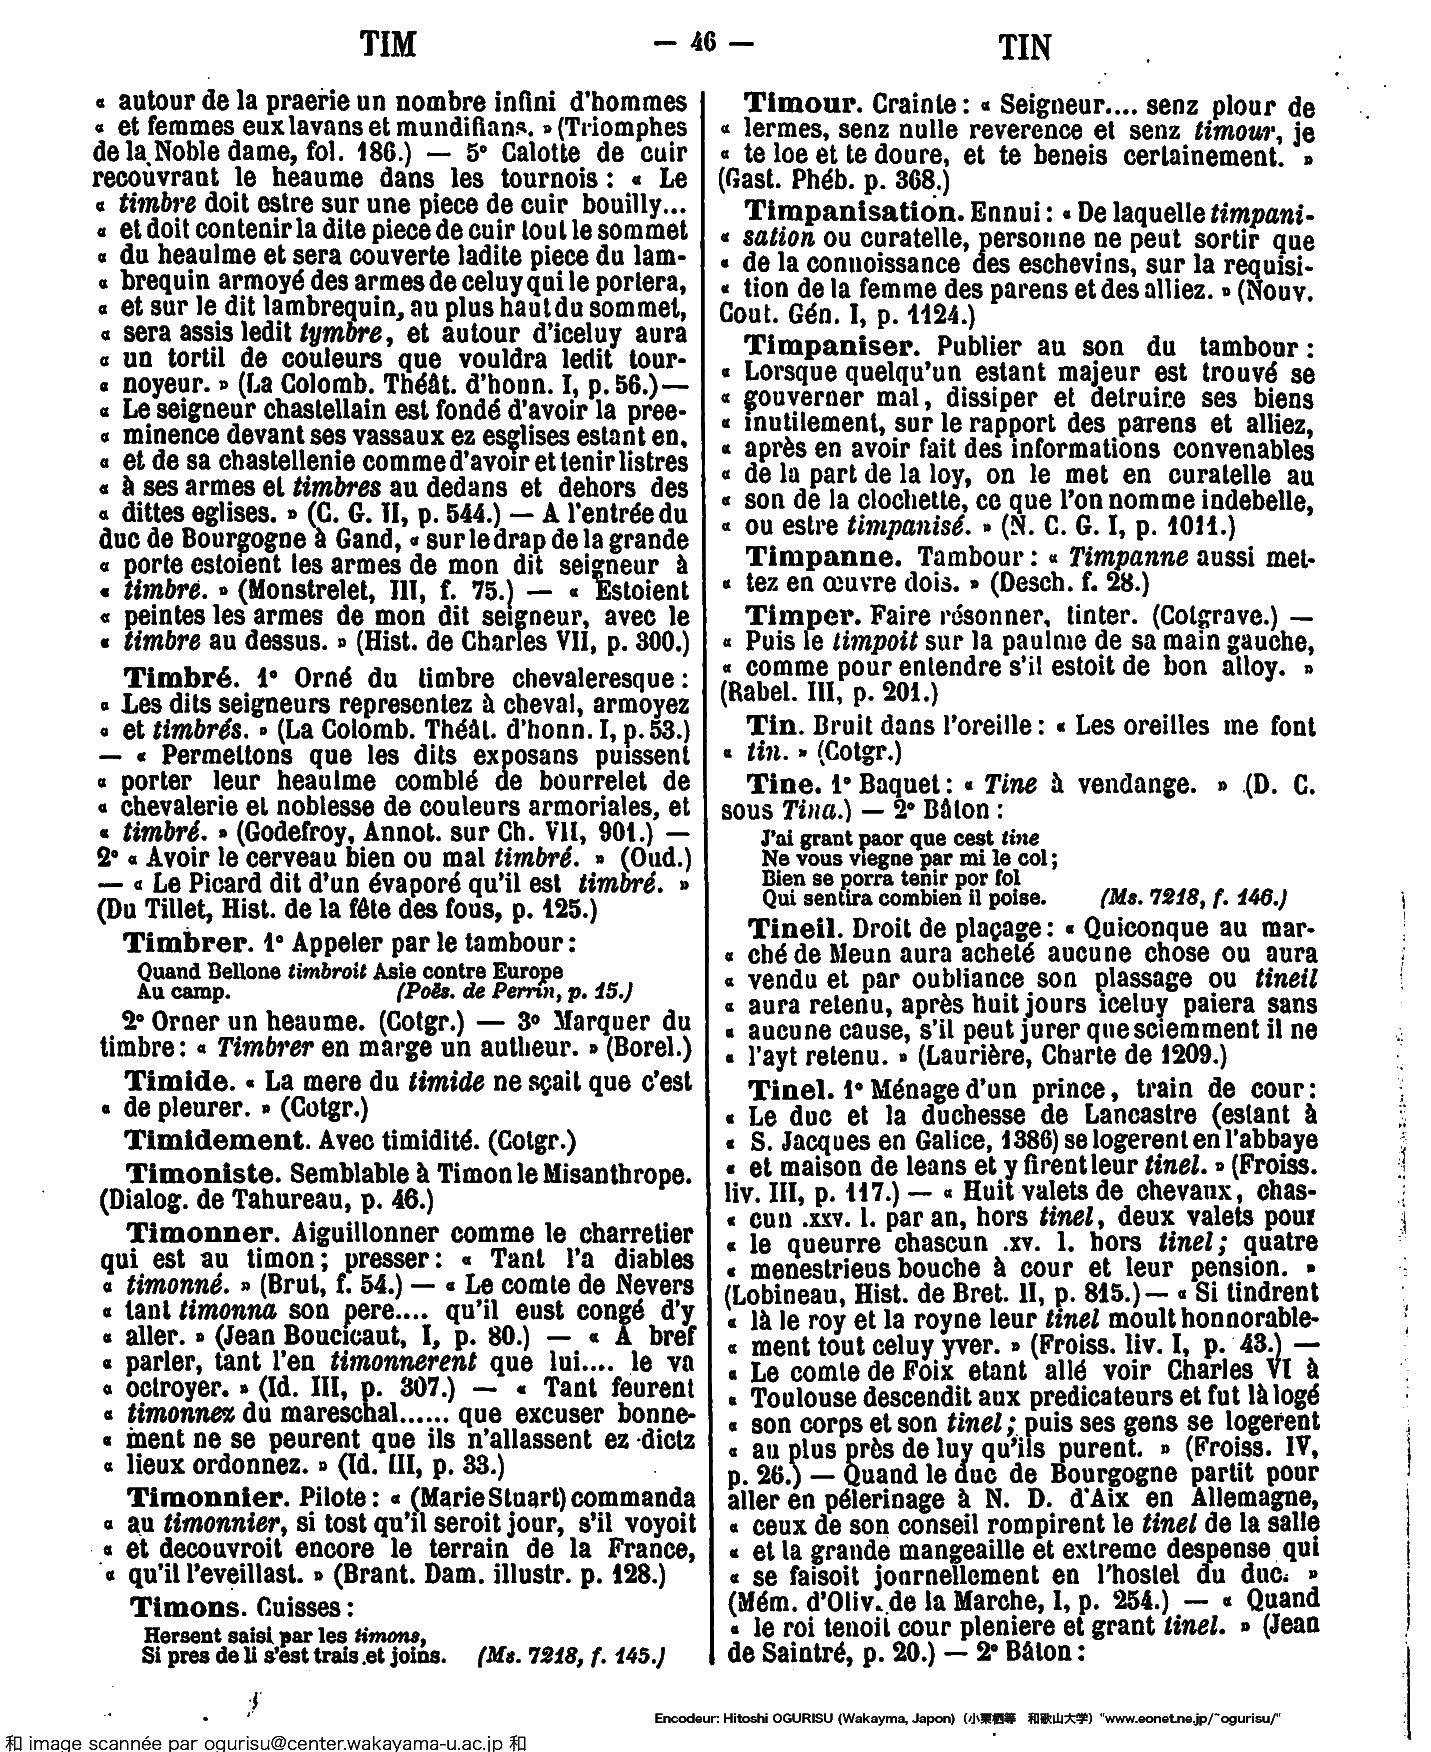 TIM
— 46 —
TIN
« autour de la praerie un nombre infini d'hommes
« et femmes eux lavans et mundifians. » (Triomphes
de la Noble dame, fol. 186.) — 5° Calotte de cuir
recouvrant le heaume dans les tournois : « Le
« timbre doit estre sur une piece de cuir bouilly...
« et doit contenir la dite piece de cuir tout le sommet
« du heaulme et sera couverte ladite piece du lam-
« brequin armoyé des armes de celuy qui le portera,
« et sur le dit lambrequin, au plus haut du sommet,
« sera assis ledit tymbre, et autour d'iceluy aura
« un tortil de couleurs que vouldra ledit tour-
« noyeur. » (La Colomb. Théât. d'honn. I, p. 56.) —
« Le seigneur chastellain est fondé d'avoir la pree-
« minence devant ses vassaux ez esglises estant en,
« et de sa chastellenie comme d'avoir et tenir listres
« à ses armes et timbres au dedans et dehors des
« dittes eglises. » (C. G. II, p. 544.) — A l'entrée du
duc de Bourgogne à Gand, « sur le drap de la grande
« porte estoient les armes de mon dit seigneur à
« timbre. » (Monstrelet, III, f. 75.) — « Estoient
« peintes les armes de mon dit seigneur, avec le
« timbre au dessus. » (Hist. de Charles VII, p. 300.)
Timbré. 1° Orné du timbre chevaleresque :
« Les dits seigneurs representez à cheval, armoyez
« et timbrés. » (La Colomb. Théât. d'honn. I, p. 53.)
— « Permettons que les dits exposans puissent
« porter leur heaulme comblé de bourrelet de
« chevalerie et noblesse de couleurs armoriales, et
« timbré. » (Godefroy, Annot. sur Ch. VII, 901.) —
2° « Avoir le cerveau bien ou mal timbré. » (Oud.)
— « Le Picard dit d'un évaporé qu'il est timbré. »
(Du Tillet, Hist. de la fête des fous, p. 125.)
Timbrer. 1° Appeler par le tambour :
Quand Bellone timbroit Asie contre Europe
Au camp. (Poës. de Perrin, p. 15.)
2° Orner un heaume. (Cotgr.) — 3° Marquer du
timbre : « Timbrer en marge un autheur. » (Borel.)
Timide. « La mere du timide ne sçait que c'est
« de pleurer. » (Cotgr.)
Timidement. Avec timidité. (Cotgr.)
Timoniste. Semblable à Timon le Misanthrope.
(Dialog. de Tahureau, p. 46.)
Timonner. Aiguillonner comme le charretier
qui est au timon ; presser : « Tant l'a diables
« timonné. » (Brut, f. 54.) — « Le comte de Nevers
« tant timonna son pere.... qu'il eust congé d'y
« aller. » (Jean Boucicaut, I, p. 80.) — « A bref
« parler, tant l'en timonnerent que lui.... le va
« octroyer. » (Id. III, p. 307.) — « Tant feurent
« timonnez du mareschal...... que excuser bonne-
« ment ne se peurent que ils n'allassent ez dictz
« lieux ordonnez. » (Id. III, p. 33.)
Timonnier. Pilote : « (Marie Stuart) commanda
« au timonnier, si tost qu'il seroit jour, s'il voyoit
« et decouvroit encore le terrain de la France,
« qu'il l'eveillast. » (Brant. Dam. illustr. p. 128.)
Timons. Cuisses :
Hersent saisi par les timons,
Si pres de li s'est trais et joins. (Ms. 7218, f. 145.)
Timour. Crainte : « Seigneur.... senz plour de
« lermes, senz nulle reverence et senz timour, je
« te loe et te doure, et te beneis certainement. »
(Gast. Phéb. p. 368.)
Timpanisation. Ennui : « De laquelle timpani-
« sation ou curatelle, personne ne peut sortir que
« de la connoissance des eschevins, sur la requisi-
« tion de la femme des parens et des alliez. » (Nouv.
Cout. Gén. I, p. 1124.)
Timpaniser. Publier au son du tambour :
« Lorsque quelqu'un estant majeur est trouvé se
« gouverner mal, dissiper et detruire ses biens
« inutilement, sur le rapport des parens et alliez,
« après en avoir fait des informations convenables
« de la part de la loy, on le met en curatelle au
« son de la clochette, ce que l'on nomme indebelle,
« ou estre timpanisé. » (N. C. G. I, p. 1011.)
Timpanne. Tambour : « Timpanne aussi met-
« tez en œuvre dois. » (Desch. f. 28.)
Timper. Faire résonner, tinter. (Cotgrave.) —
« Puis le timpoit sur la paulme de sa main gauche,
« comme pour entendre s'il estoit de bon alloy. »
(Rabel. III, p. 201.)
Tin. Bruit dans l'oreille : « Les oreilles me font
« tin. » (Cotgr.)
Tine. 1° Baquet : « Tine à vendange. » (D. C.
sous Tina.) — 2° Bâton :
J'ai grant paor que cest tine
Ne vous viegne par mi le col ;
Bien se porra tenir por fol
Qui sentira combien il poise. (Ms. 7218, f. 146.)
Tineil. Droit de plaçage : « Quiconque au mar-
« ché de Meun aura acheté aucune chose ou aura
« vendu et par oubliance son plassage ou tineil
« aura retenu, après huit jours iceluy paiera sans
« aucune cause, s'il peut jurer que sciemment il ne
« l'ayt retenu. » (Laurière, Charte de 1209.)
Tinel. 1° Ménage d'un prince, train de cour :
« Le duc et la duchesse de Lancastre (estant à
« S. Jacques en Galice, 1386) se logerent en l'abbaye
« et maison de leans et y firent leur tinel. » (Froiss.
liv. III, p. 117.) — « Huit valets de chevaux, chas-
« cun .xxv. l. par an, hors tinel, deux valets pour
« le queurre chascun .xv. l. hors tinel ; quatre
« menestrieus bouche à cour et leur pension. »
(Lobineau, Hist. de Bret. II, p. 815.) — « Si tindrent
« là le roy et la royne leur tinel moult honnorable-
« ment tout celuy yver. » (Froiss. liv. I, p. 43.) —
« Le comte de Foix etant allé voir Charles VI à
« Toulouse descendit aux predicateurs et fut là logé
« son corps et son tinel ; puis ses gens se logerent
« au plus près de luy qu'ils purent. » (Froiss. IV,
p. 26.) — Quand le duc de Bourgogne partit pour
aller en pélerinage à N. D. d'Aix en Allemagne,
« ceux de son conseil rompirent le tinel de la salle
« et la grande mangeaille et extreme despense qui
« se faisoit journellement en l'hostel du duc. »
(Mém. d'Oliv. de la Marche, I, p. 254.) — « Quand
« le roi tenoit cour pleniere et grant tinel. » (Jean
de Saintré, p. 20.) — 2° Bâton :
Encodeur: Hitoshi OGURISU (Wakayma, Japon) (小栗栖等 和歌山大学) "www.eonet.ne.jp/~ogurisu/"
和 image scannée par ogurisu@center.wakayama-u.ac.jp 和